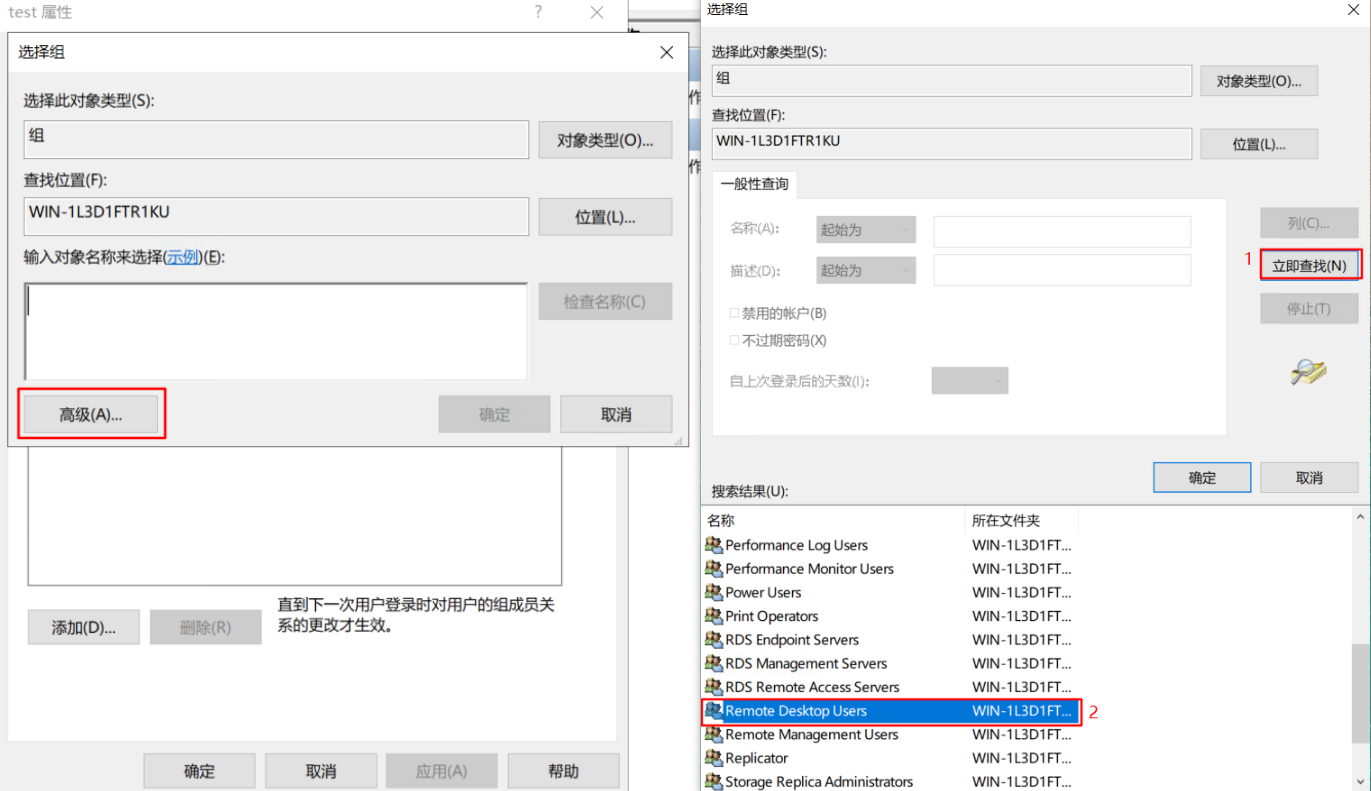 test 属性
?
选择组
选择此对象类型(S):
组
对象类型(O)...
查找位置(F):
WIN-1L3D1FTR1KU
位置(L)...
输入对象名称来选择(示例)(E):
检查名称(C)
高级(A)...
确定
取消
添加(D)...
删除(R)
直到下一次用户登录时对用户的组成员关
系的更改才生效。
确定
取消
应用(A)
帮助
作
作
选择组
选择此对象类型(S):
组
对象类型(O)...
查找位置(F):
WIN-1L3D1FTR1KU
位置(L)...
一般性查询
名称(A):
起始为
描述(D):
起始为
禁用的帐户(B)
不过期密码(X)
自上次登录后的天数(I):
列(C)...
1
立即查找(N)
停止(T)
确定
取消
搜索结果(U):
名称
所在文件夹
Performance Log Users
WIN-1L3D1FT...
Performance Monitor Users
WIN-1L3D1FT...
Power Users
WIN-1L3D1FT...
Print Operators
WIN-1L3D1FT...
RDS Endpoint Servers
WIN-1L3D1FT...
RDS Management Servers
WIN-1L3D1FT...
RDS Remote Access Servers
WIN-1L3D1FT...
Remote Desktop Users
WIN-1L3D1FT...
2
Remote Management Users
WIN-1L3D1FT...
Replicator
WIN-1L3D1FT...
Storage Replica Administrators
WIN-1L3D1FT...